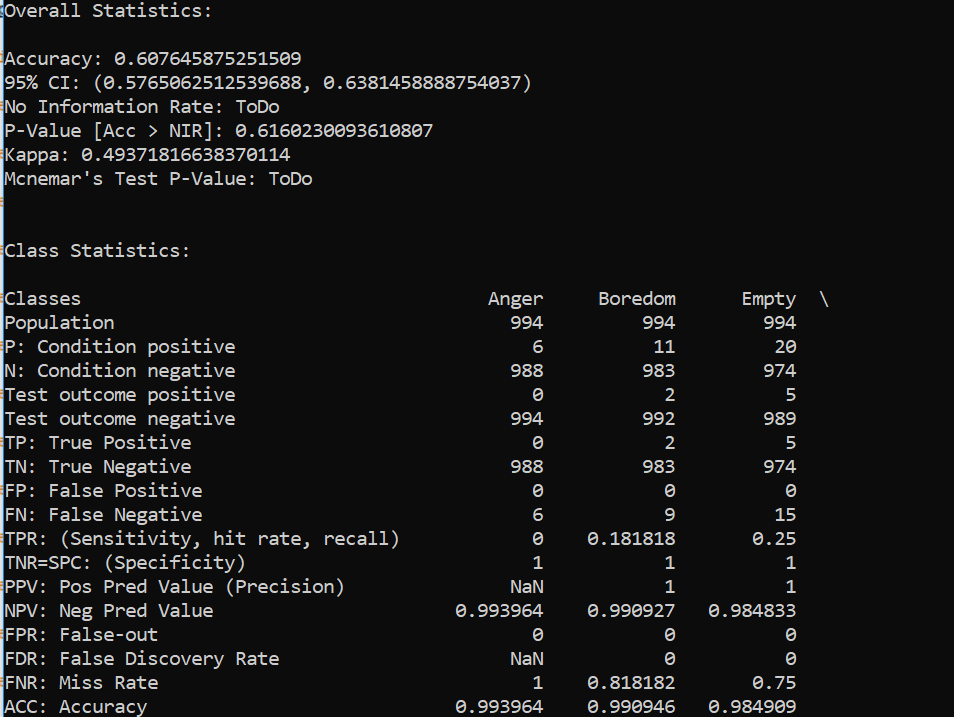 Overall Statistics:
Accuracy: 0.607645875251509
95% CI: (0.5765062512539688, 0.6381458888754037)
No Information Rate: ToDo
P-Value [Acc > NIR]: 0.6160230093610807
Kappa: 0.49371816638370114
Mcnemar's Test P-Value: ToDo
Class Statistics:
Classes Anger Boredom Empty \
Population 994 994 994
P: Condition positive 6 11 20
N: Condition negative 988 983 974
Test outcome positive 0 2 5
Test outcome negative 994 992 989
TP: True Positive 0 2 5
TN: True Negative 988 983 974
FP: False Positive 0 0 0
FN: False Negative 6 9 15
TPR: (Sensitivity, hit rate, recall) 0 0.181818 0.25
TNR=SPC: (Specificity) 1 1 1
PPV: Pos Pred Value (Precision) NaN 1 1
NPV: Neg Pred Value 0.993964 0.990927 0.984833
FPR: False-out 0 0 0
FDR: False Discovery Rate NaN 0 0
FNR: Miss Rate 1 0.818182 0.75
ACC: Accuracy 0.993964 0.990946 0.984909